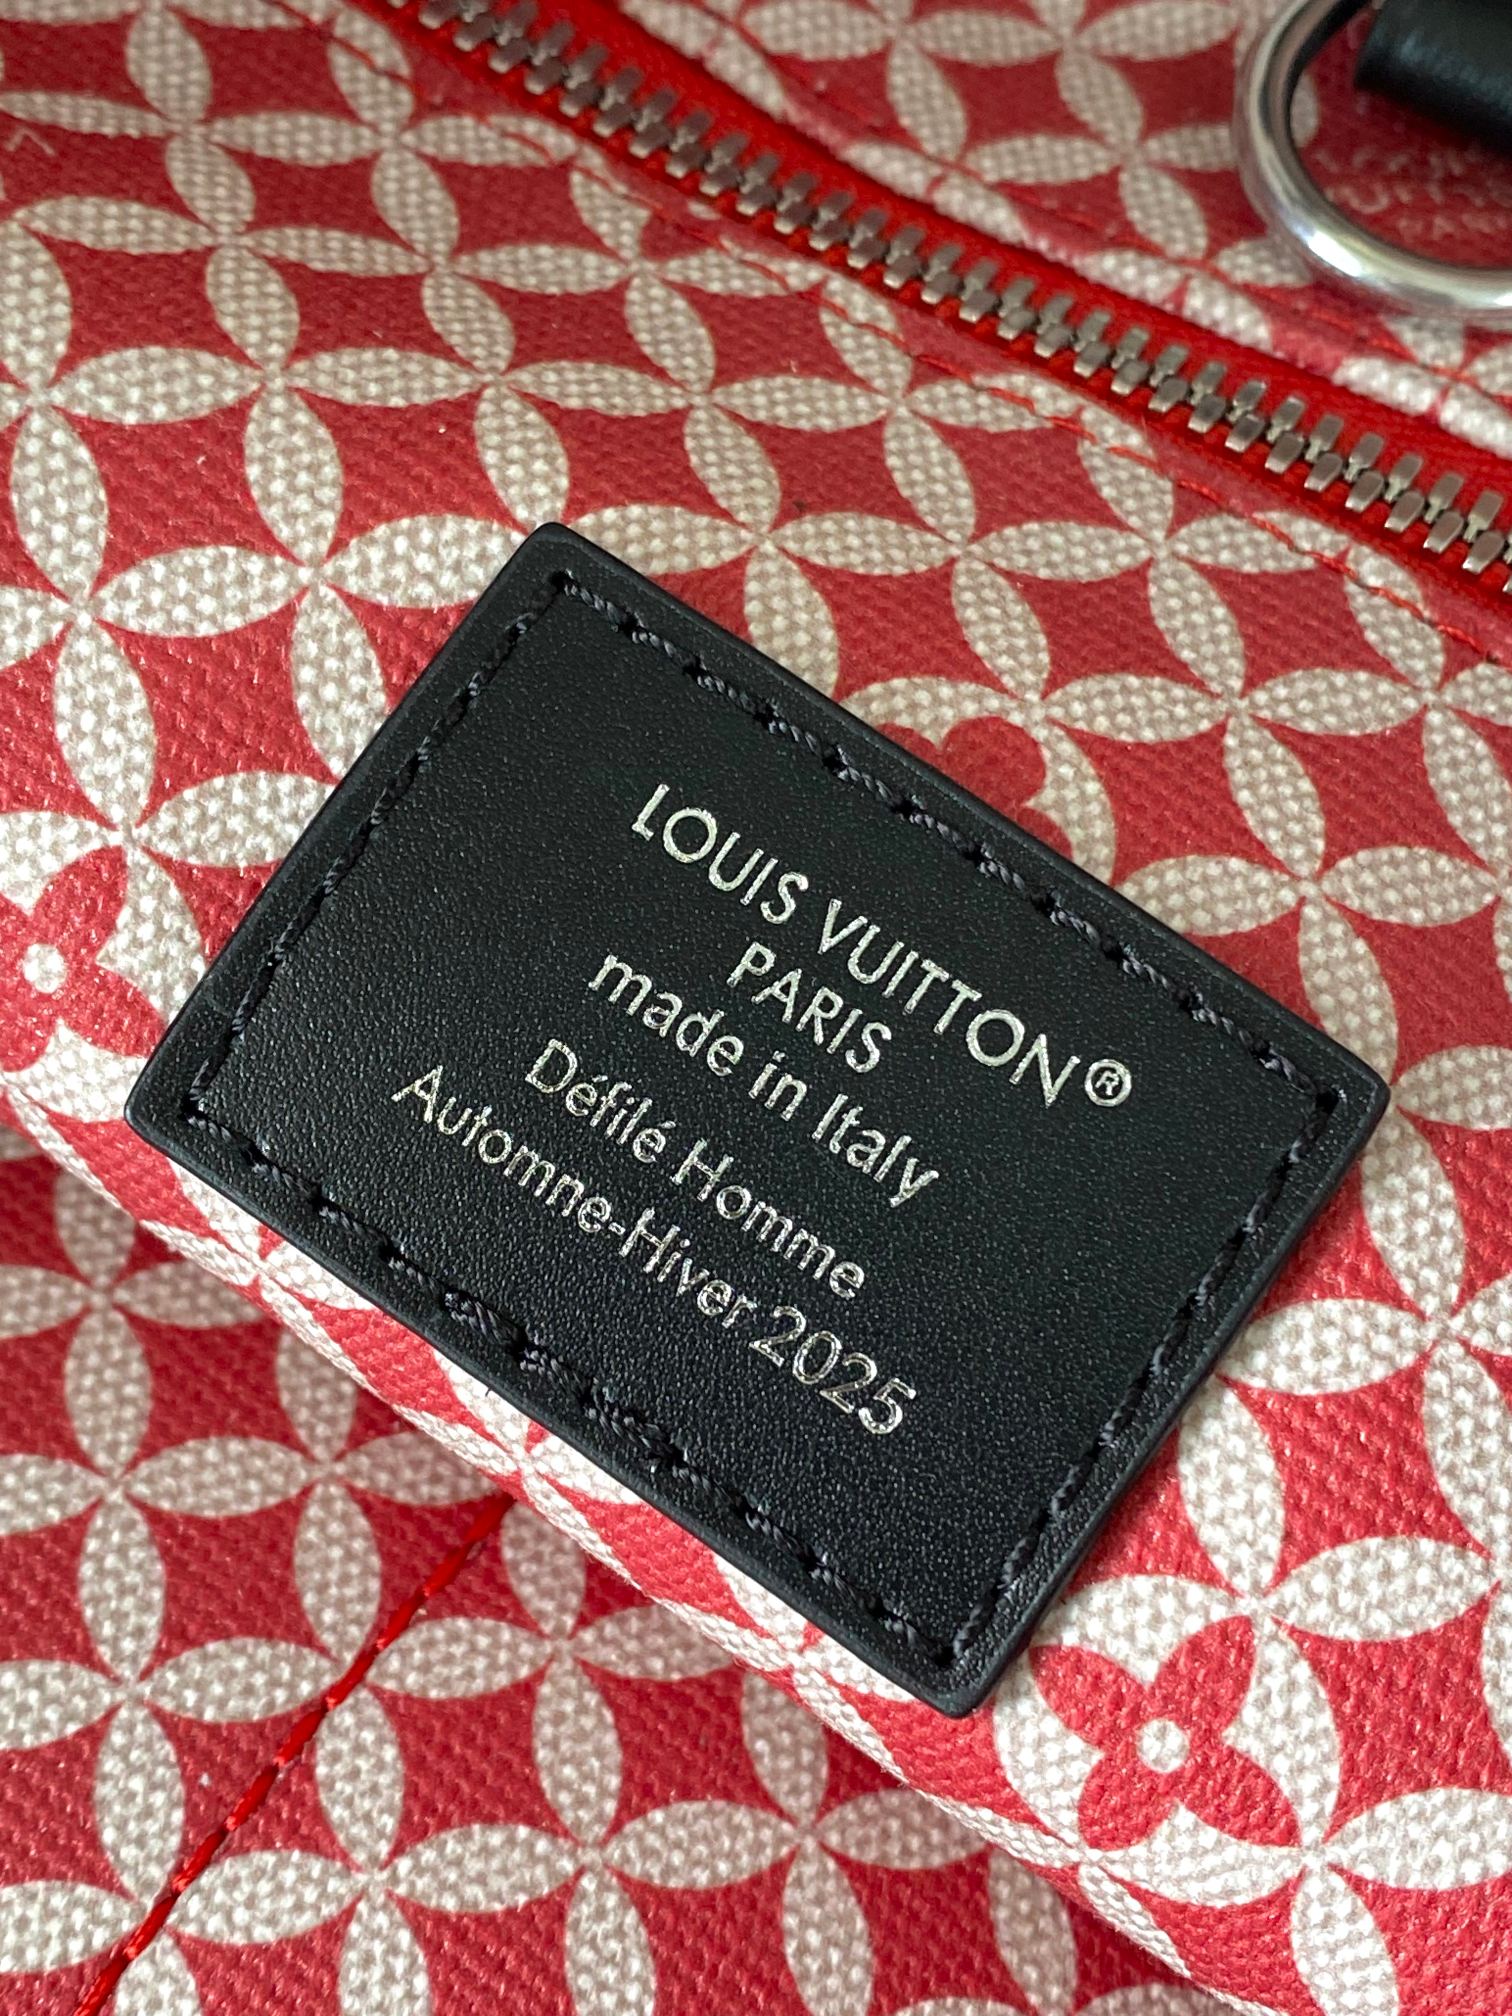 LOUIS VUITTON®
PARIS
made in Italy
Défilé Homme
Automne-Hiver 2025